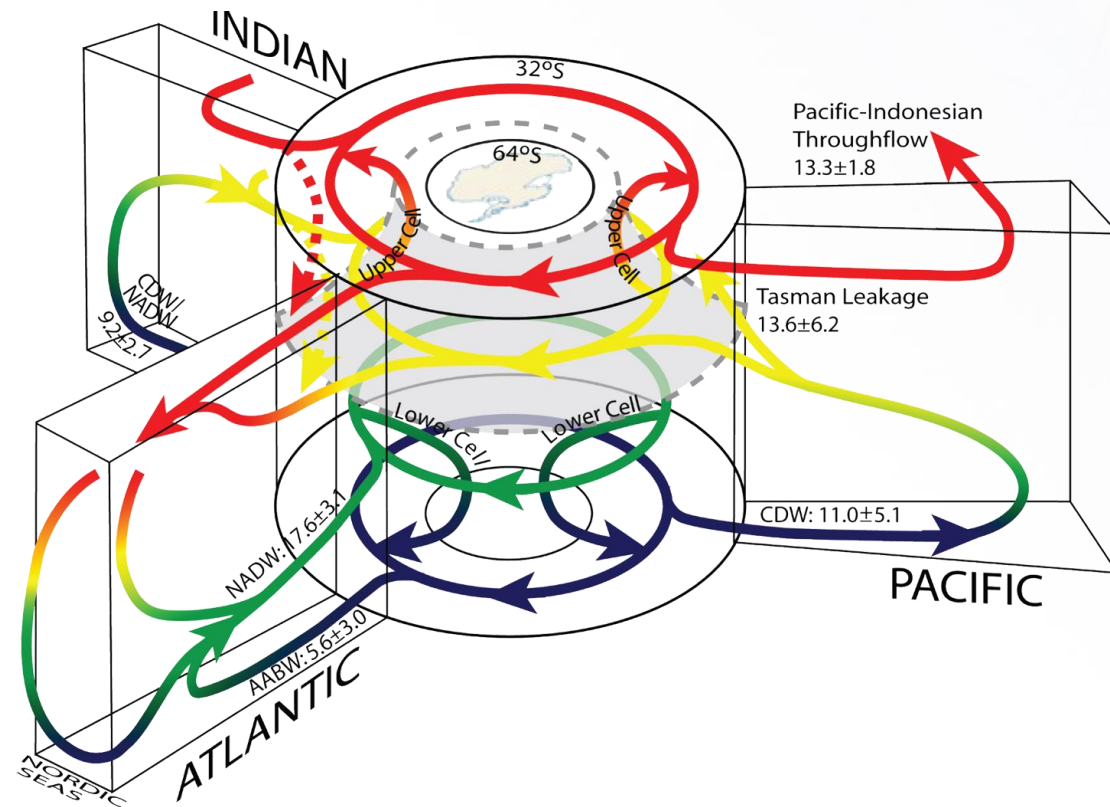 INDIAN
32°S
64°S
Pacific-Indonesian
Throughflow
13.3±1.8
Upper Cell
Upper Cell
Tasman Leakage
13.6±6.2
CDW/
NADW
9.2±2.7
Lower Cell
Lower Cell
NADW: 17.6±3.1
CDW: 11.0±5.1
PACIFIC
AABW: 5.6±3.0
ATLANTIC
NORDIC
SEAS